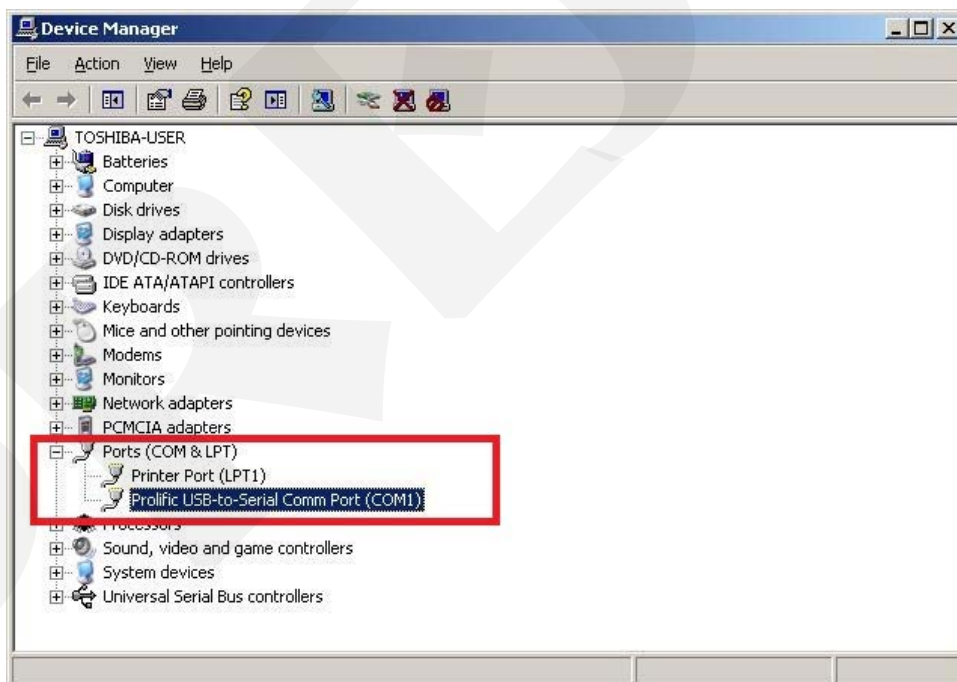 Device Manager
File Action View Help
TOSHIBA-USER
Batteries
Computer
Disk drives
Display adapters
DVD/CD-ROM drives
IDE ATA/ATAPI controllers
Keyboards
Mice and other pointing devices
Modems
Monitors
Network adapters
PCMCIA adapters
Ports (COM & LPT)
Printer Port (LPT1)
Prolific USB-to-Serial Comm Port (COM1)
Processors
Sound, video and game controllers
System devices
Universal Serial Bus controllers